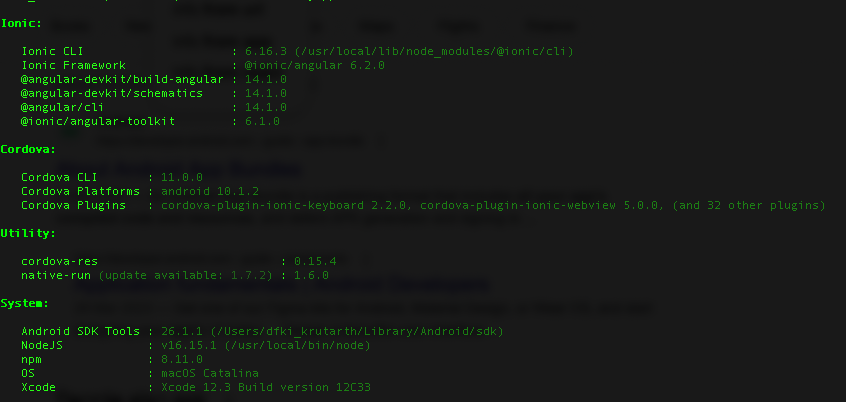 Ionic:
Ionic CLI : 6.16.3 (/usr/local/lib/node_modules/@ionic/cli)
Ionic Framework : @ionic/angular 6.2.0
@angular-devkit/build-angular : 14.1.0
@angular-devkit/schematics : 14.1.0
@angular/cli : 14.1.0
@ionic/angular-toolkit : 6.1.0
Cordova:
Cordova CLI : 11.0.0
Cordova Platforms : android 10.1.2
Cordova Plugins : cordova-plugin-ionic-keyboard 2.2.0, cordova-plugin-ionic-webview 5.0.0, (and 32 other plugins)
Utility:
cordova-res : 0.15.4
native-run (update available: 1.7.2) : 1.6.0
System:
Android SDK Tools : 26.1.1 (/Users/dfki_krutarth/Library/Android/sdk)
NodeJS : v16.15.1 (/usr/local/bin/node)
npm : 8.11.0
OS : macOS Catalina
Xcode : Xcode 12.3 Build version 12C33